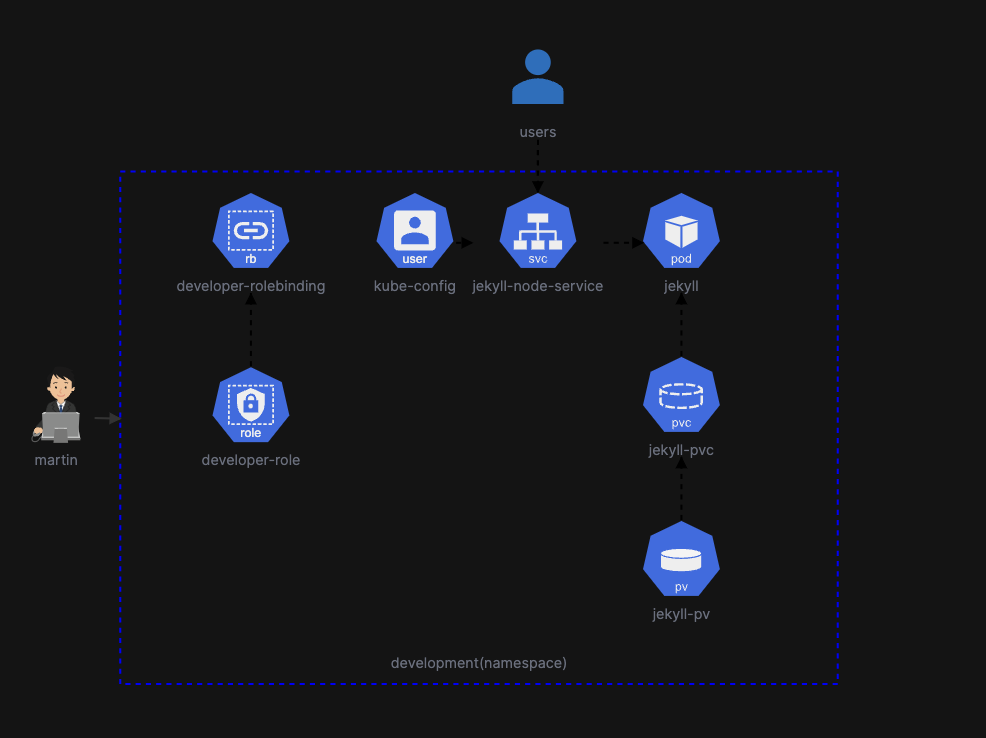 users
rb
user
svc
pod
developer-rolebinding
kube-config
jekyll-node-service
jekyll
role
pvc
martin
developer-role
jekyll-pvc
pv
jekyll-pv
development(namespace)